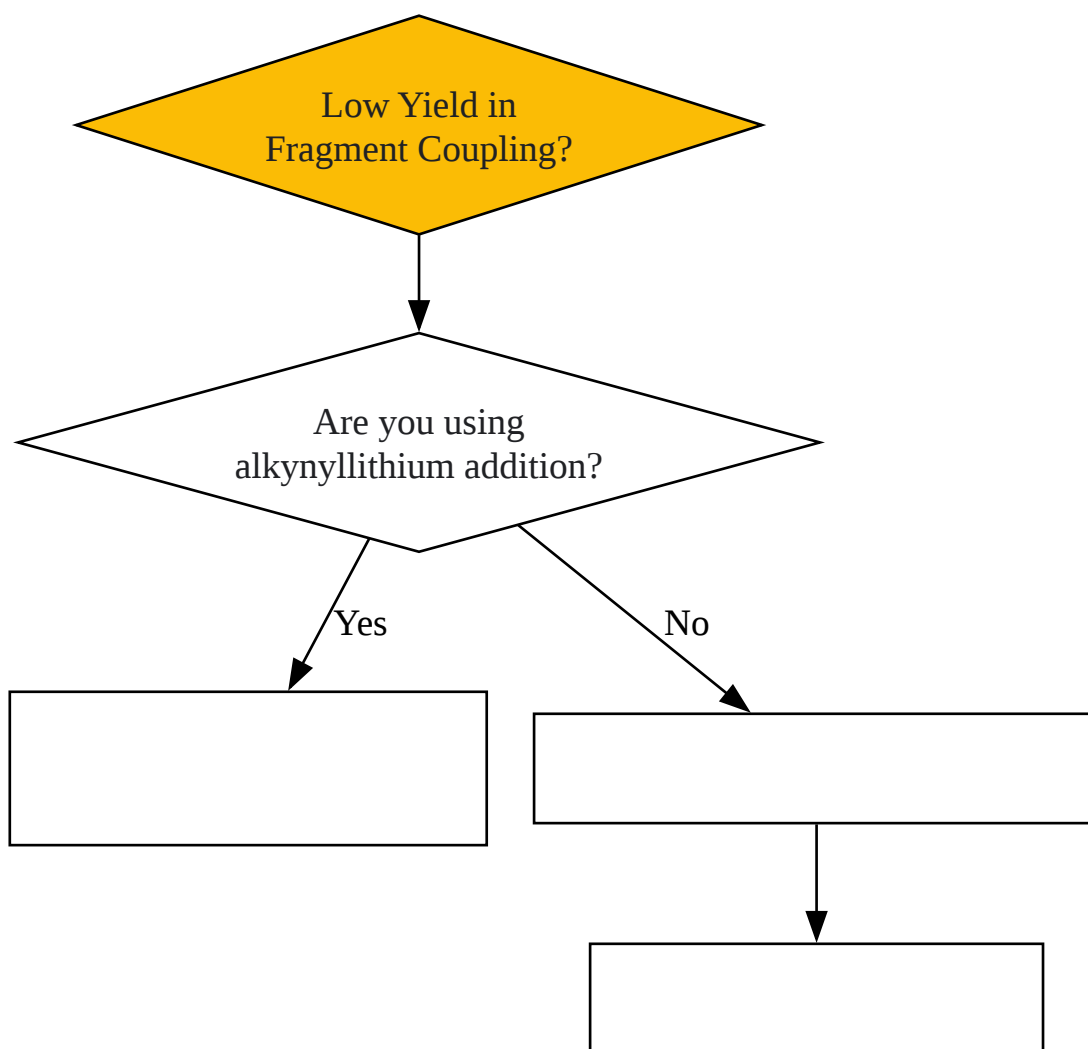 Low Yield in
Fragment Coupling?
Are you using
alkynyllithium addition?
Yes
No